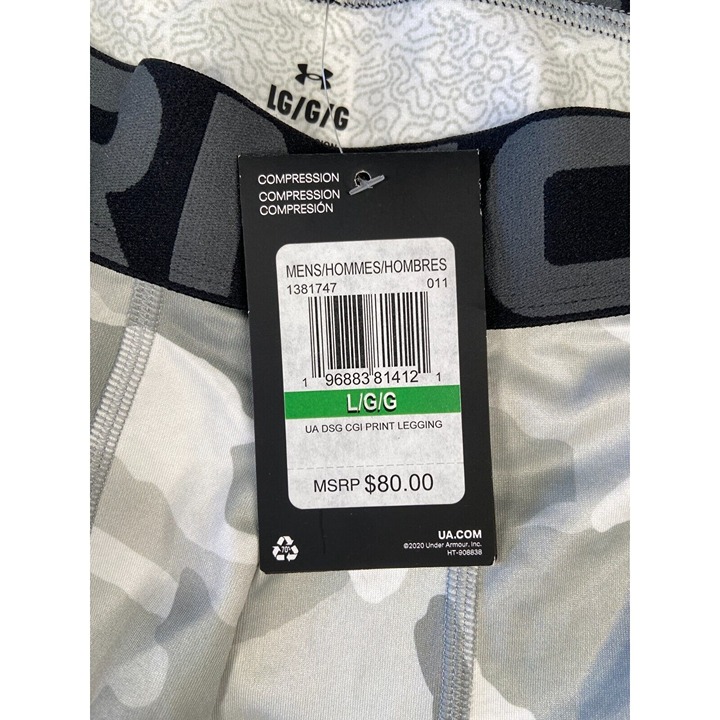 LG/G/G
COMPRESSION
COMPRESSION
COMPRESIÓN
MENS/HOMMES/HOMBRES
1381747 011
1 96883 81412 1
L/G/G
UA DSG CGI PRINT LEGGING
MSRP $80.00
70%
UA.COM
©2020 Under Armour, Inc.
HT-908838